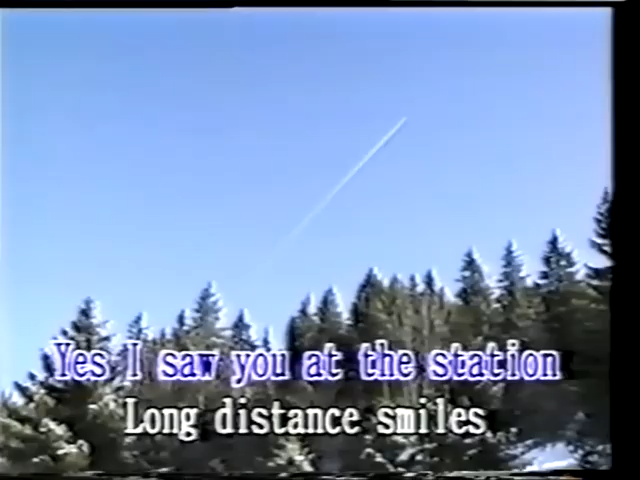 Yes I saw you at the station
Long distance smiles